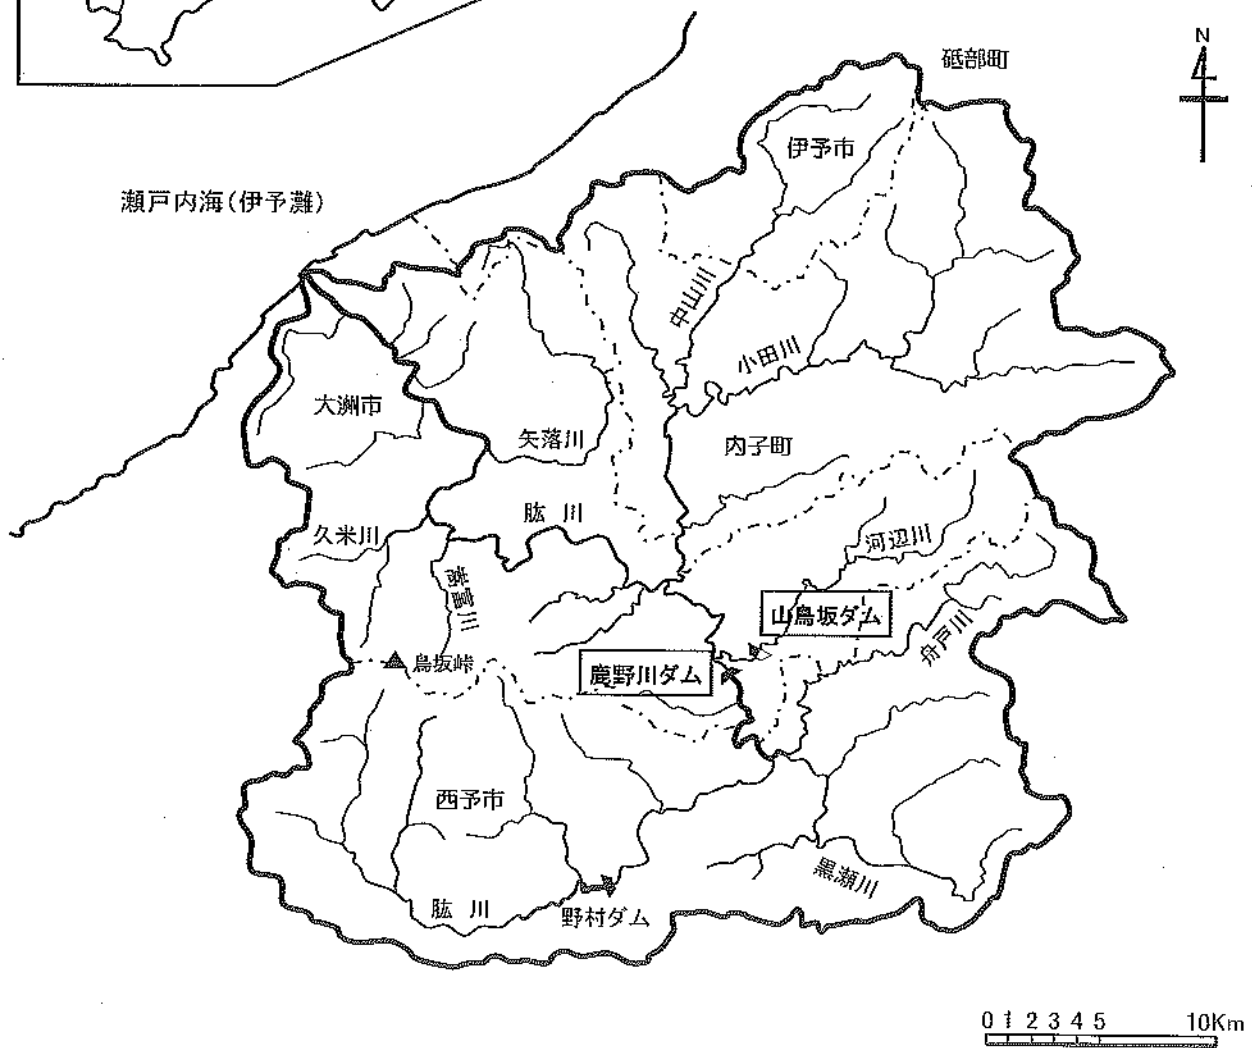 N
砥部町
伊予市
瀬戸内海(伊予灘)
中山川
小田川
大洲市
矢落川
内子町
肱 川
久米川
河辺川
嵩富川
山鳥坂ダム
舟戸川
鳥坂峠
鹿野川ダム
西予市
黒瀬川
肱 川
野村ダム
0 1 2 3 4 5 10Km